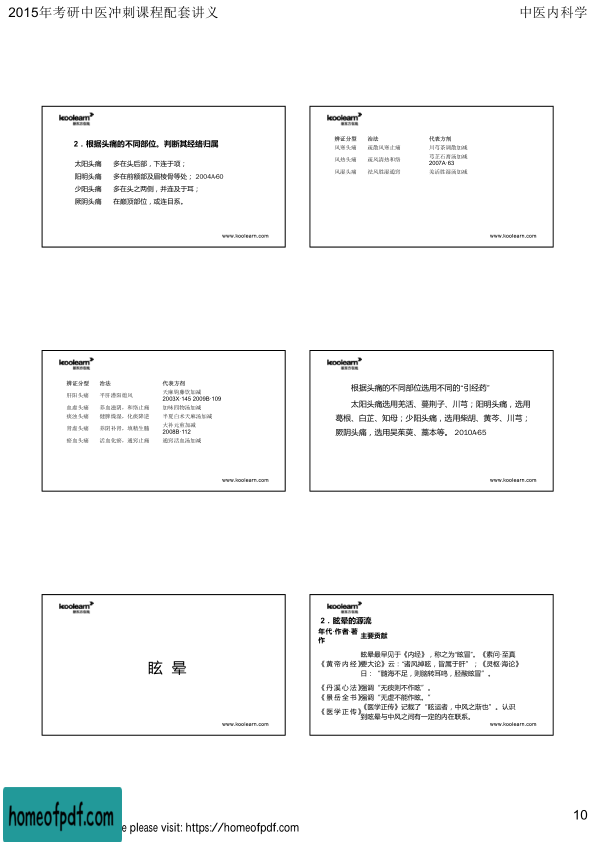 2015年考研中医冲刺课程配套讲义 中医内科学
koolearn
新东方在线
2．根据头痛的不同部位，判断其经络归属
太阳头痛 多在头后部，下连于项；
阳明头痛 多在前额部及眉棱骨等处； 2004A60
少阳头痛 多在头之两侧，并连及于耳；
厥阴头痛 在巅顶部位，或连目系。
www.koolearn.com
koolearn
新东方在线
辨证分型 治法 代表方剂
风寒头痛 疏散风寒止痛 川芎茶调散加减
风热头痛 疏风清热和络 芎芷石膏汤加减
2007A·63
风湿头痛 祛风胜湿通窍 羌活胜湿汤加减
www.koolearn.com
koolearn
新东方在线
辨证分型 治法 代表方剂
肝阳头痛 平肝潜阳熄风 天麻钩藤饮加减
2003X·145 2009B·109
血虚头痛 养血滋阴，和络止痛 加味四物汤加减
痰浊头痛 健脾燥湿，化痰降逆 半夏白术天麻汤加减
肾虚头痛 养阴补肾，填精生髓 大补元煎加减
2008B·112
瘀血头痛 活血化瘀，通窍止痛 通窍活血汤加减
www.koolearn.com
koolearn
新东方在线
根据头痛的不同部位选用不同的“引经药”
太阳头痛选用羌活、蔓荆子、川芎；阳明头痛，选用
葛根、白芷、知母；少阳头痛，选用柴胡、黄芩、川芎；
厥阴头痛，选用吴茱萸、藁本等。 2010A65
www.koolearn.com
koolearn
新东方在线
眩 晕
www.koolearn.com
koolearn
新东方在线
2．眩晕的源流
年代·作者·著
作 主要贡献
眩晕最早见于《内经》，称之为“眩冒”。《素问·至真
《黄帝内经》要大论》云：“诸风掉眩，皆属于肝”；《灵枢·海论》
曰：“髓海不足，则脑转耳鸣，胫酸眩冒”。
《丹溪心法》强调“无痰则不作眩”。
《景岳全书》强调“无虚不能作眩。”
《医学正传》《医学正传》记载了“眩运者，中风之渐也”。认识
到眩晕与中风之间有一定的内在联系。
www.koolearn.com
10
homeofpdf.com
e please visit: https://homeofpdf.com